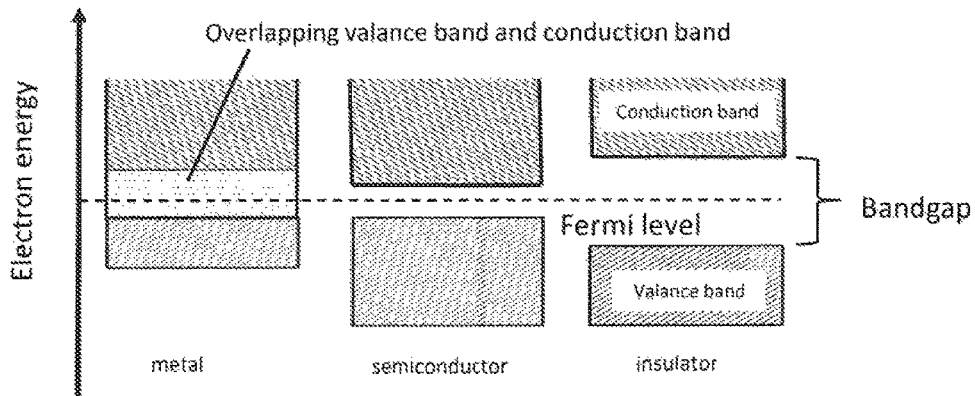 Overlapping valance band and conduction band
Electron energy
Conduction band
Fermi level
Bandgap
Valance band
metal
semiconductor
insulator